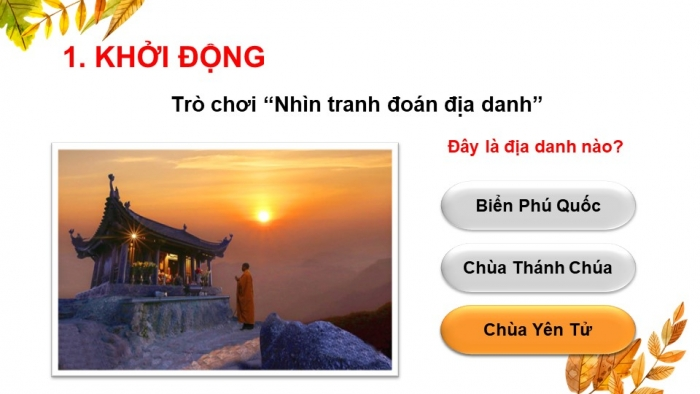 1. KHỞI ĐỘNG
Trò chơi “Nhìn tranh đoán địa danh”
Đây là địa danh nào?
Biển Phú Quốc
Chùa Thánh Chúa
Chùa Yên Tử